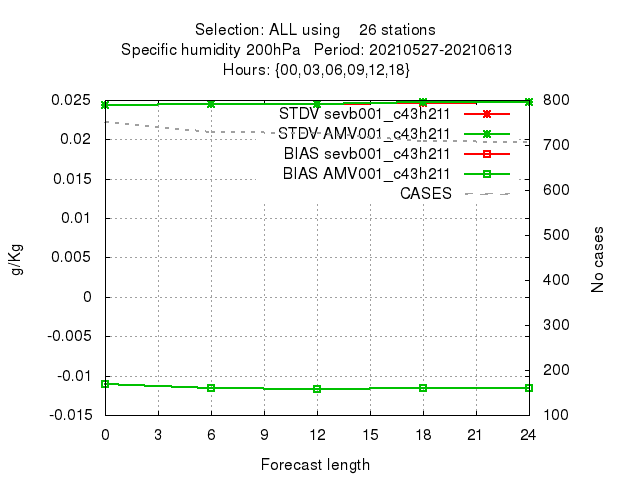 Selection: ALL using 26 stations
Specific humidity 200hPa Period: 20210527-20210613
Hours: {00,03,06,09,12,18}
0.025 800
STDV sevb001_c43h211
0.02 STDV AMV001_c43h211 700
BIAS sevb001_c43h211
0.015 BIAS AMV001_c43h211 600
CASES
0.01 500
0.005
g/Kg
No cases
0 400
-0.005 300
-0.01 200
-0.015 100
0 3 6 9 12 15 18 21 24
Forecast length